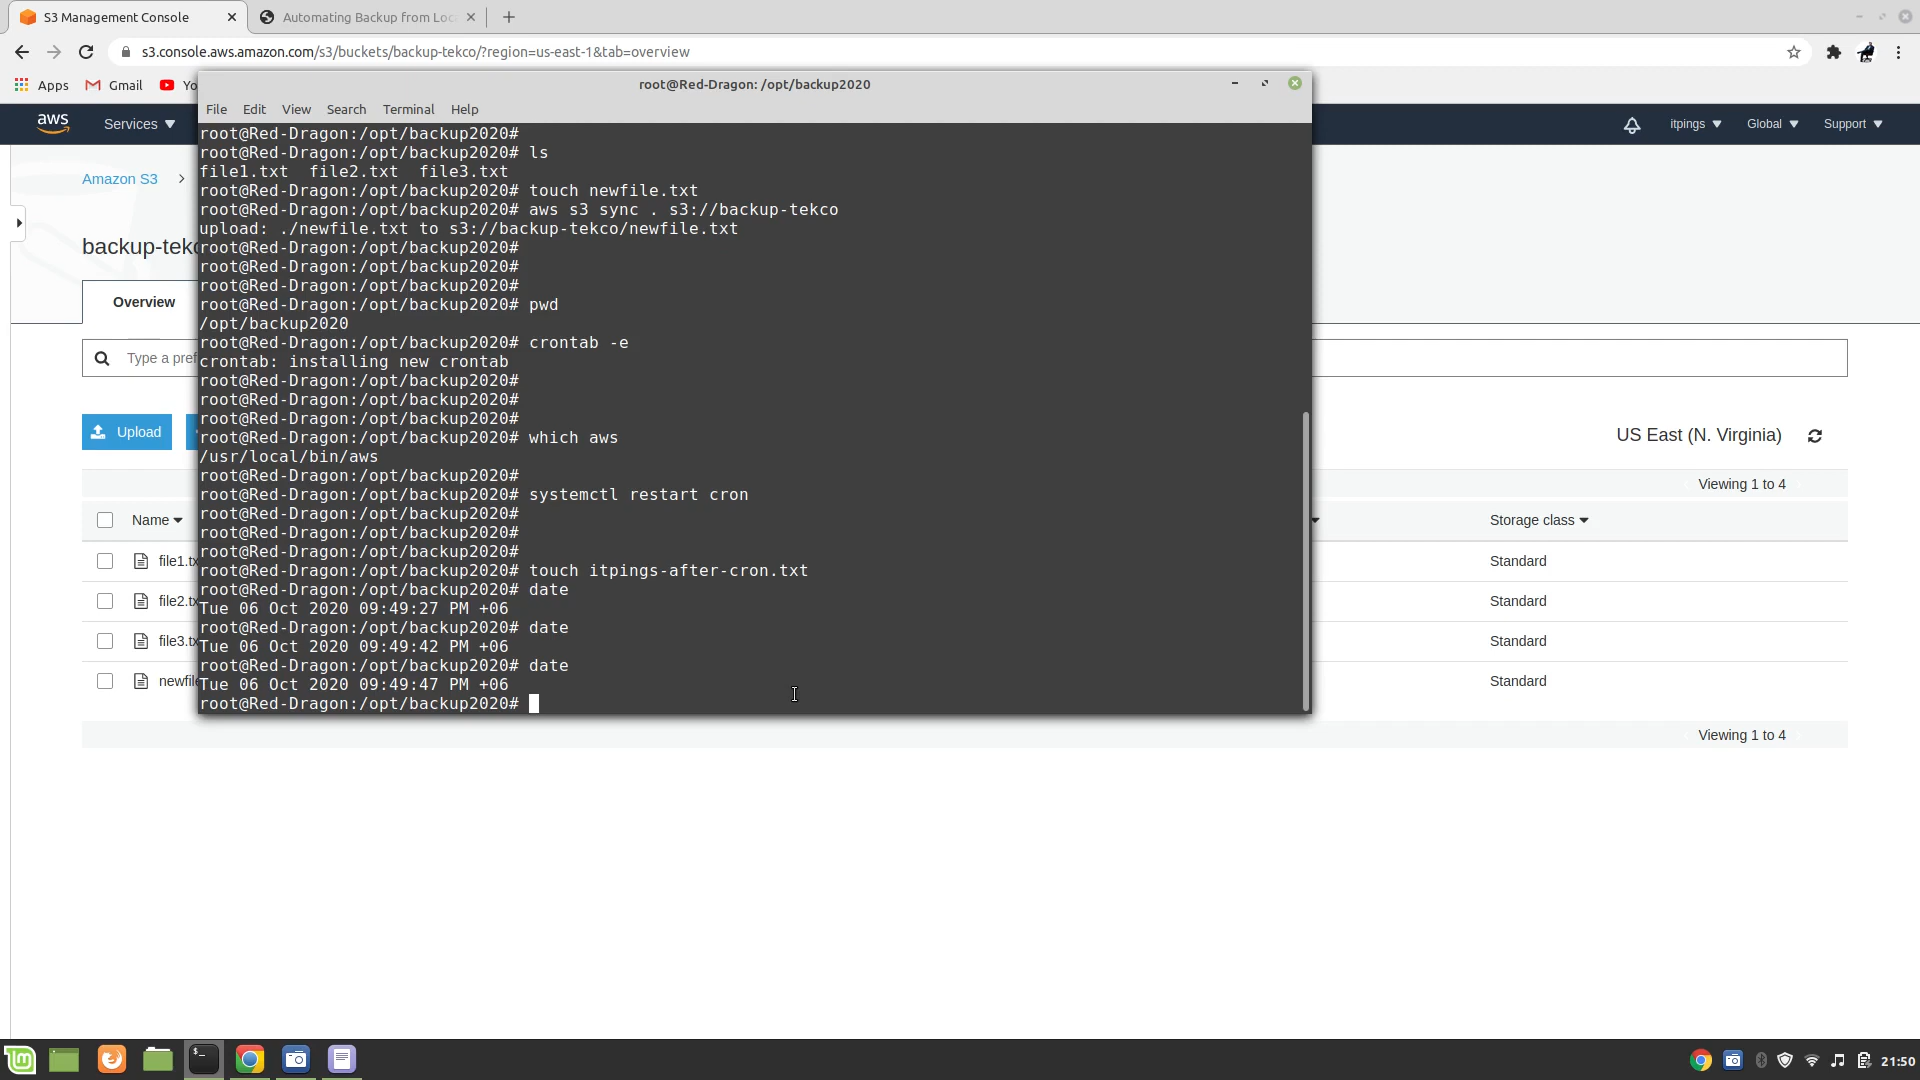 S3 Management Console
Automating Backup from Loc
s3.console.aws.amazon.com/s3/buckets/backup-tekco/?region=us-east-1&tab=overview
Apps
Gmail
Yo
root@Red-Dragon: /opt/backup2020
File Edit View Search Terminal Help
aws
Services
itpings
Global
Support
root@Red-Dragon:/opt/backup2020#
root@Red-Dragon:/opt/backup2020# ls
file1.txt  file2.txt  file3.txt
root@Red-Dragon:/opt/backup2020# touch newfile.txt
root@Red-Dragon:/opt/backup2020# aws s3 sync . s3://backup-tekco
upload: ./newfile.txt to s3://backup-tekco/newfile.txt
root@Red-Dragon:/opt/backup2020#
root@Red-Dragon:/opt/backup2020#
root@Red-Dragon:/opt/backup2020#
root@Red-Dragon:/opt/backup2020# pwd
/opt/backup2020
root@Red-Dragon:/opt/backup2020# crontab -e
crontab: installing new crontab
root@Red-Dragon:/opt/backup2020#
root@Red-Dragon:/opt/backup2020#
root@Red-Dragon:/opt/backup2020#
root@Red-Dragon:/opt/backup2020# which aws
/usr/local/bin/aws
root@Red-Dragon:/opt/backup2020#
root@Red-Dragon:/opt/backup2020# systemctl restart cron
root@Red-Dragon:/opt/backup2020#
root@Red-Dragon:/opt/backup2020#
root@Red-Dragon:/opt/backup2020#
root@Red-Dragon:/opt/backup2020# touch itpings-after-cron.txt
root@Red-Dragon:/opt/backup2020# date
Tue 06 Oct 2020 09:49:27 PM +06
root@Red-Dragon:/opt/backup2020# date
Tue 06 Oct 2020 09:49:42 PM +06
root@Red-Dragon:/opt/backup2020# date
Tue 06 Oct 2020 09:49:47 PM +06
root@Red-Dragon:/opt/backup2020#
Amazon S3
backup-tekc
Overview
Type a pref
Upload
US East (N. Virginia)
Viewing 1 to 4
Name
Storage class
file1.tx
Standard
file2.tx
Standard
file3.tx
Standard
newfile
Standard
Viewing 1 to 4
21:50